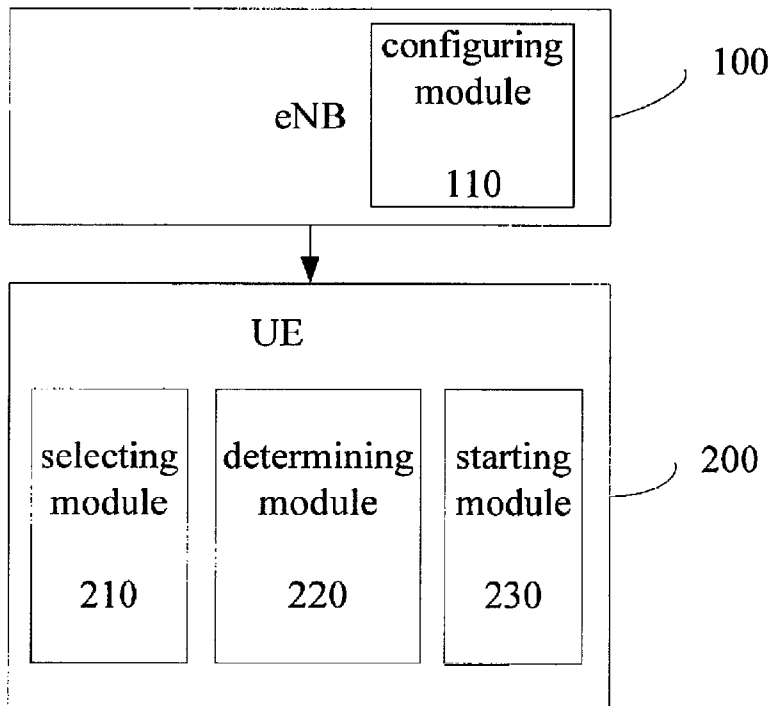 configuring
module
eNB
110
100
UE
selecting
module
210
determining
module
220
starting
module
230
200